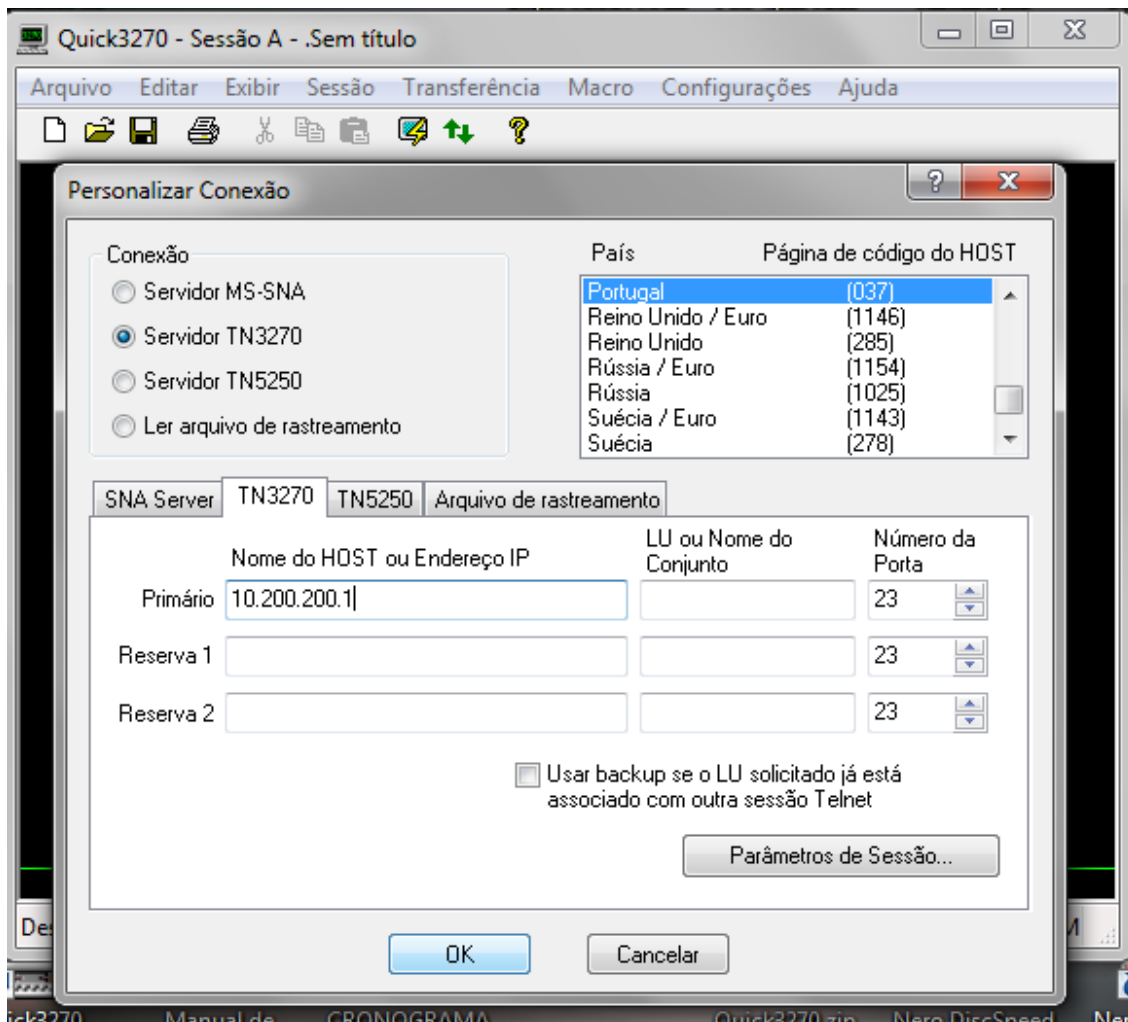 Quick3270 - Sessão A - .Sem título
Arquivo Editar Exibir Sessão Transferência Macro Configurações Ajuda
Personalizar Conexão
Conexão
Servidor MS-SNA
Servidor TN3270
Servidor TN5250
Ler arquivo de rastreamento
País Página de código do HOST
Portugal (037)
Reino Unido / Euro (1146)
Reino Unido (285)
Rússia / Euro (1154)
Rússia (1025)
Suécia / Euro (1143)
Suécia (278)
SNA Server TN3270 TN5250 Arquivo de rastreamento
Nome do HOST ou Endereço IP
LU ou Nome do
Conjunto
Número da
Porta
Primário 10.200.200.1 23
Reserva 1 23
Reserva 2 23
Usar backup se o LU solicitado já está
associado com outra sessão Telnet
Parâmetros de Sessão...
OK Cancelar
Manual de CRONOGRAMA Quick3270.zip Nero DiscSpeed